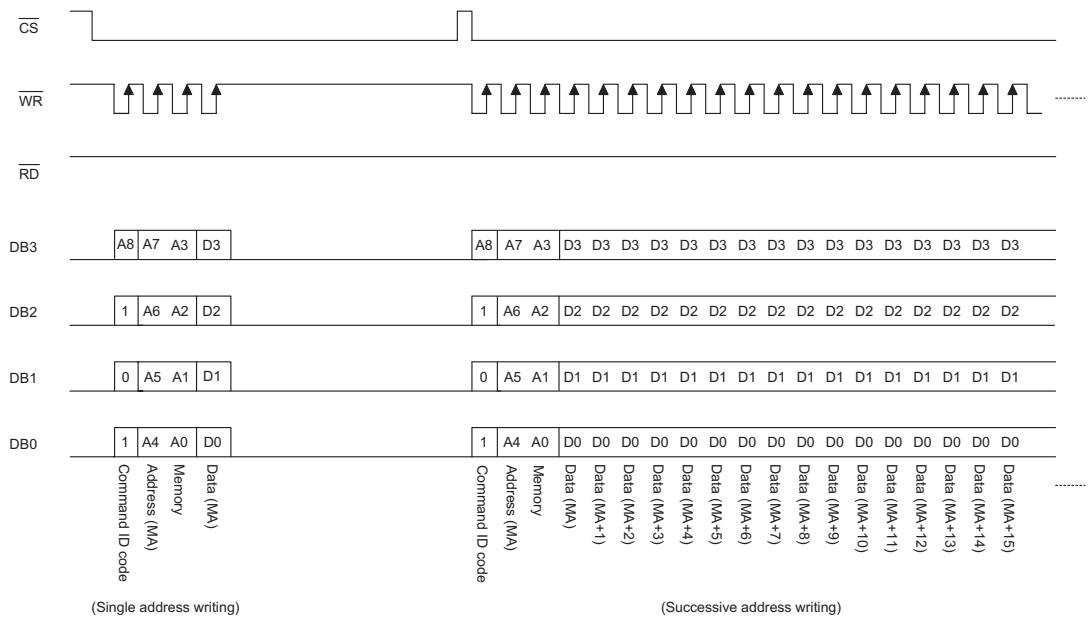 CS
WR
RD
DB3 A8 A7 A3 D3 A8 A7 A3 D3 D3 D3 D3 D3 D3 D3 D3 D3 D3 D3 D3 D3 D3 D3 D3
DB2 1 A6 A2 D2 1 A6 A2 D2 D2 D2 D2 D2 D2 D2 D2 D2 D2 D2 D2 D2 D2 D2 D2
DB1 0 A5 A1 D1 0 A5 A1 D1 D1 D1 D1 D1 D1 D1 D1 D1 D1 D1 D1 D1 D1 D1 D1
DB0 1 A4 A0 D0 1 A4 A0 D0 D0 D0 D0 D0 D0 D0 D0 D0 D0 D0 D0 D0 D0 D0 D0
Command ID code
Address (MA)
Memory
Data (MA)
Command ID code
Address (MA)
Memory
Data (MA)
Data (MA+1)
Data (MA+2)
Data (MA+3)
Data (MA+4)
Data (MA+5)
Data (MA+6)
Data (MA+7)
Data (MA+8)
Data (MA+9)
Data (MA+10)
Data (MA+11)
Data (MA+12)
Data (MA+13)
Data (MA+14)
Data (MA+15)
(Single address writing)
(Successive address writing)